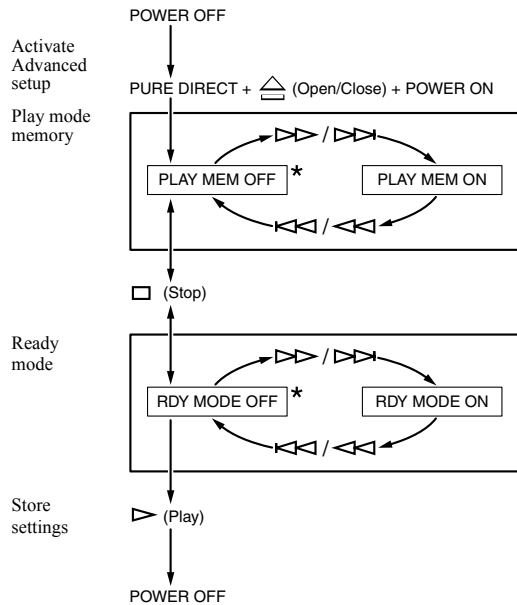 POWER OFF
Activate
Advanced
setup
PURE DIRECT + (Open/Close) + POWER ON
Play mode
memory
/
PLAY MEM OFF *
PLAY MEM ON
/
(Stop)
Ready
mode
/
RDY MODE OFF *
RDY MODE ON
/
Store
settings
(Play)
POWER OFF